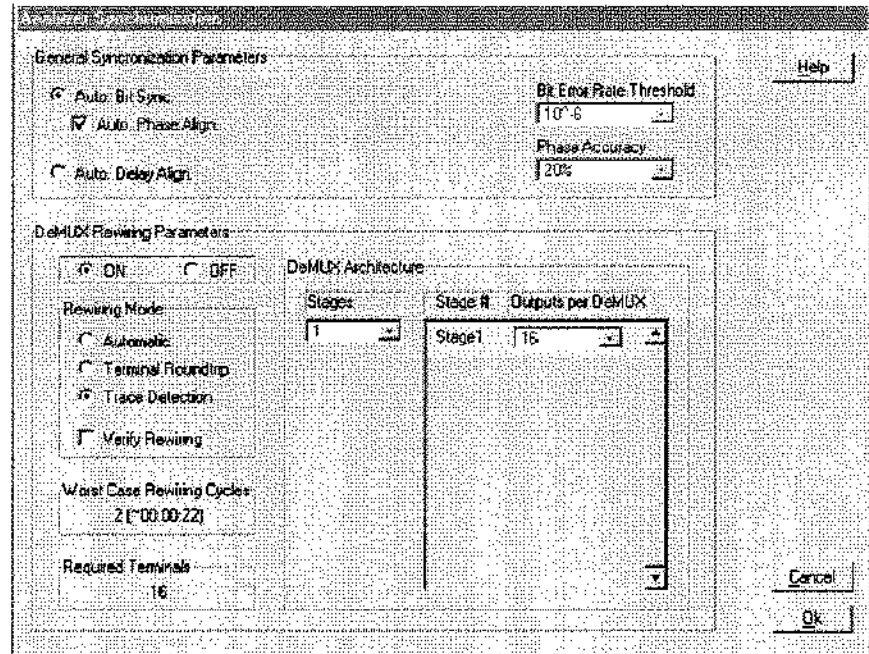 Analyzer Synchronization
General Syncronization Parameters
Help
Auto. Bit Sync.
Auto. Phase Align.
Auto. Delay Align.
Bit Error Rate Threshold
10^-6
Phase Accuracy
20%
DeMUX Rewiring Parameters
ON OFF
Rewiring Mode
Automatic
Terminal Roundtrip
Trace Detection
Verify Rewiring
Worst Case Rewiring Cycles
2 (~00:00:22)
Required Terminals
16
DeMUX Architecture
Stages
1
Stage # Outputs per DeMUX
Stage1 16
Cancel
Ok